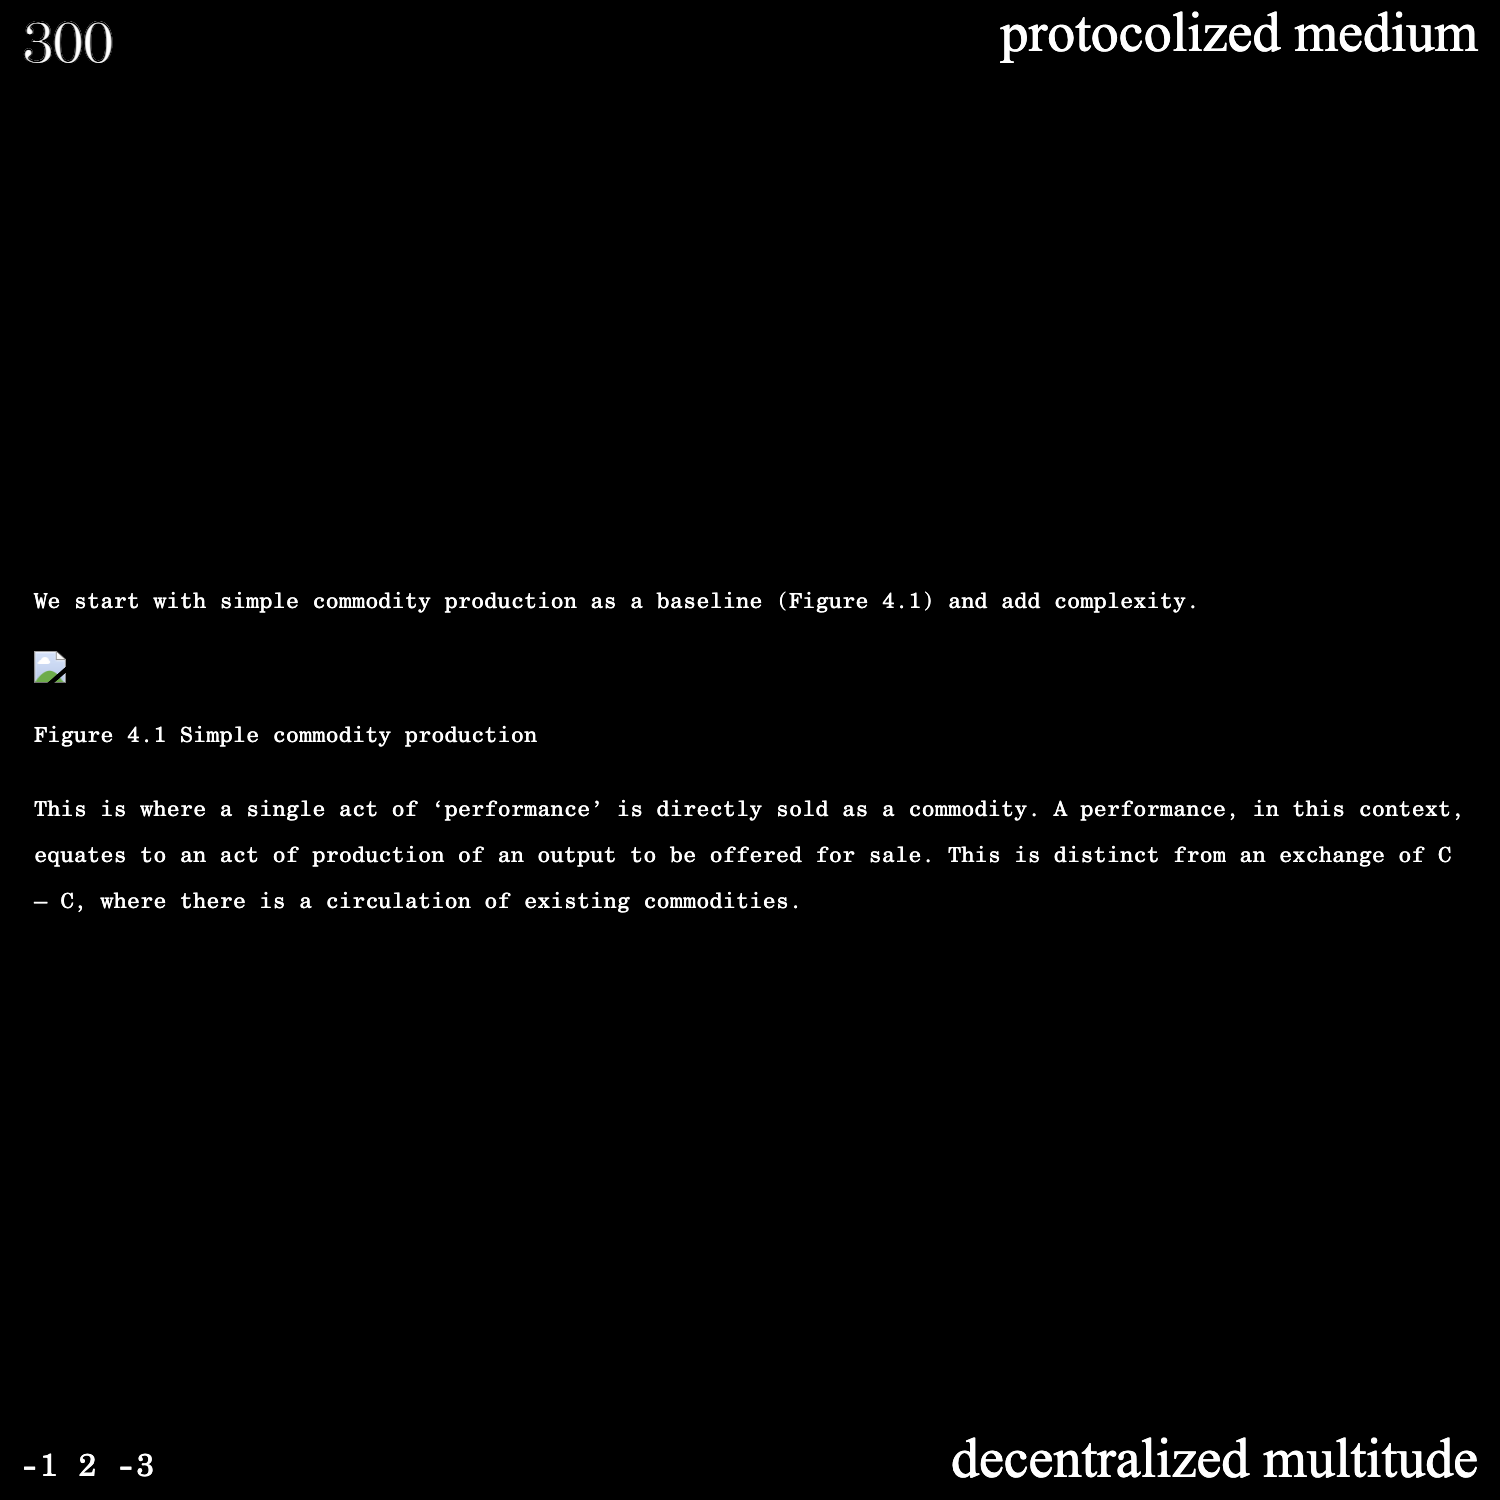 300
protocolized medium
We start with simple commodity production as a baseline (Figure 4.1) and add complexity.
Figure 4.1 Simple commodity production
This is where a single act of ‘performance’ is directly sold as a commodity. A performance, in this context,
equates to an act of production of an output to be offered for sale. This is distinct from an exchange of C
– C, where there is a circulation of existing commodities.
-1 2 -3
decentralized multitude